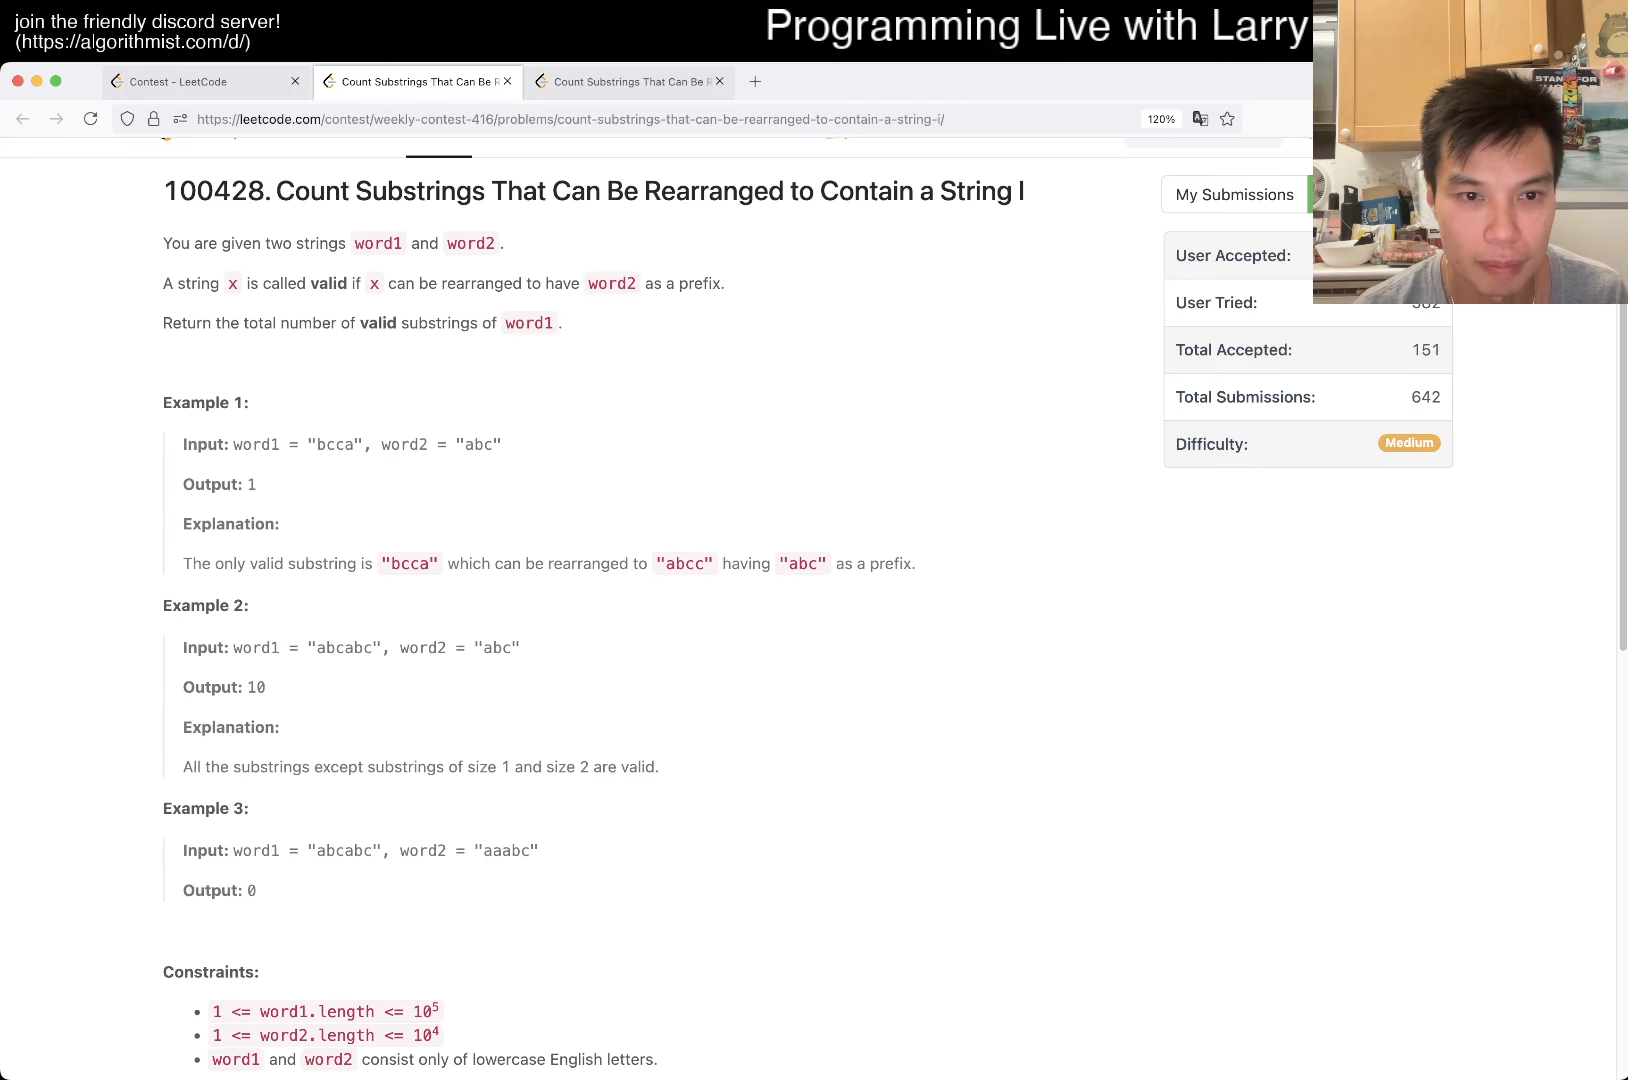 join the friendly discord server!
(https://algorithmist.com/d/)
Programming Live with Larry
Contest - LeetCode
Count Substrings That Can Be R
Count Substrings That Can Be R
https://leetcode.com/contest/weekly-contest-416/problems/count-substrings-that-can-be-rearranged-to-contain-a-string-i/
120%
100428. Count Substrings That Can Be Rearranged to Contain a String I
You are given two strings word1 and word2.
A string x is called valid if x can be rearranged to have word2 as a prefix.
Return the total number of valid substrings of word1.
Example 1:
Input: word1 = "bcca", word2 = "abc"
Output: 1
Explanation:
The only valid substring is "bcca" which can be rearranged to "abcc" having "abc" as a prefix.
Example 2:
Input: word1 = "abcabc", word2 = "abc"
Output: 10
Explanation:
All the substrings except substrings of size 1 and size 2 are valid.
Example 3:
Input: word1 = "abcabc", word2 = "aaabc"
Output: 0
Constraints:
• 1 <= word1.length <= 10⁵
• 1 <= word2.length <= 10⁴
• word1 and word2 consist only of lowercase English letters.
My Submissions
User Accepted:
User Tried:
Total Accepted: 151
Total Submissions: 642
Difficulty: Medium